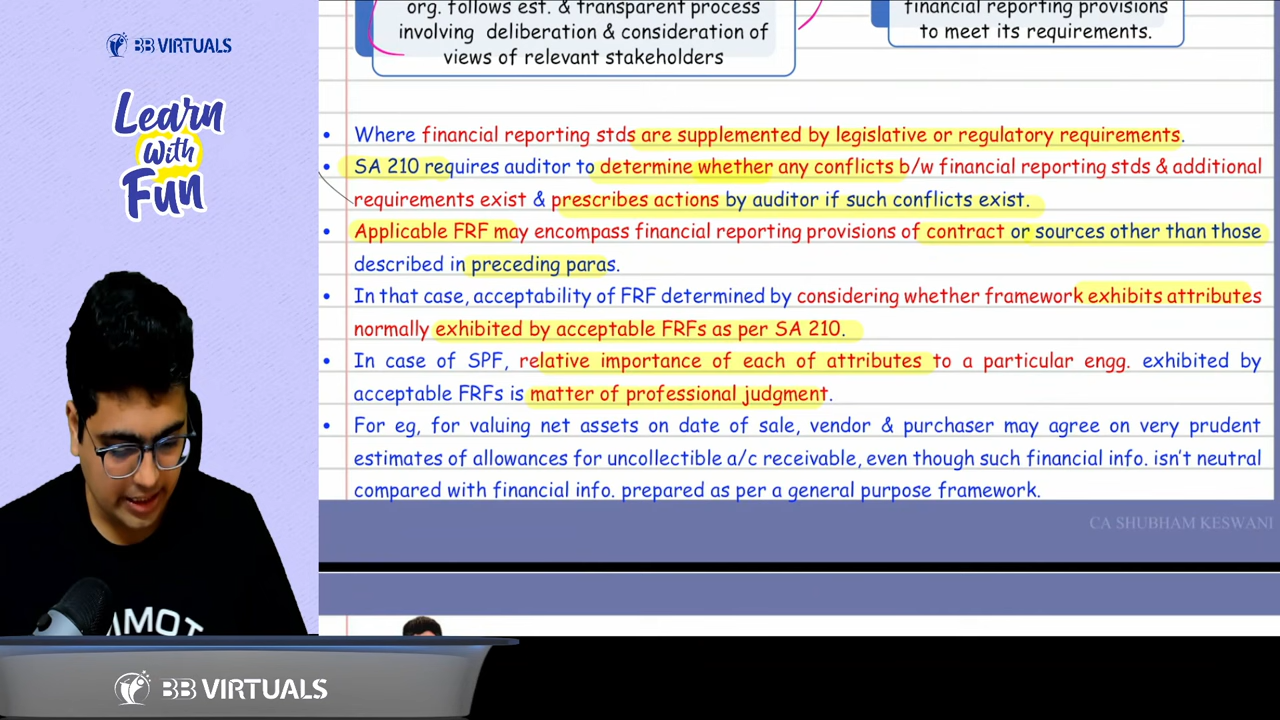 BB VIRTUALS
Learn
With
Fun
org. follows est. & transparent process
involving deliberation & consideration of
views of relevant stakeholders
financial reporting provisions
to meet its requirements.
• Where financial reporting stds are supplemented by legislative or regulatory requirements.
• SA 210 requires auditor to determine whether any conflicts b/w financial reporting stds & additional
requirements exist & prescribes actions by auditor if such conflicts exist.
• Applicable FRF may encompass financial reporting provisions of contract or sources other than those
described in preceding paras.
• In that case, acceptability of FRF determined by considering whether framework exhibits attributes
normally exhibited by acceptable FRFs as per SA 210.
• In case of SPF, relative importance of each of attributes to a particular engg. exhibited by
acceptable FRFs is matter of professional judgment.
• For eg, for valuing net assets on date of sale, vendor & purchaser may agree on very prudent
estimates of allowances for uncollectible a/c receivable, even though such financial info. isn't neutral
compared with financial info. prepared as per a general purpose framework.
CA SHUBHAM KESWANI
BB VIRTUALS